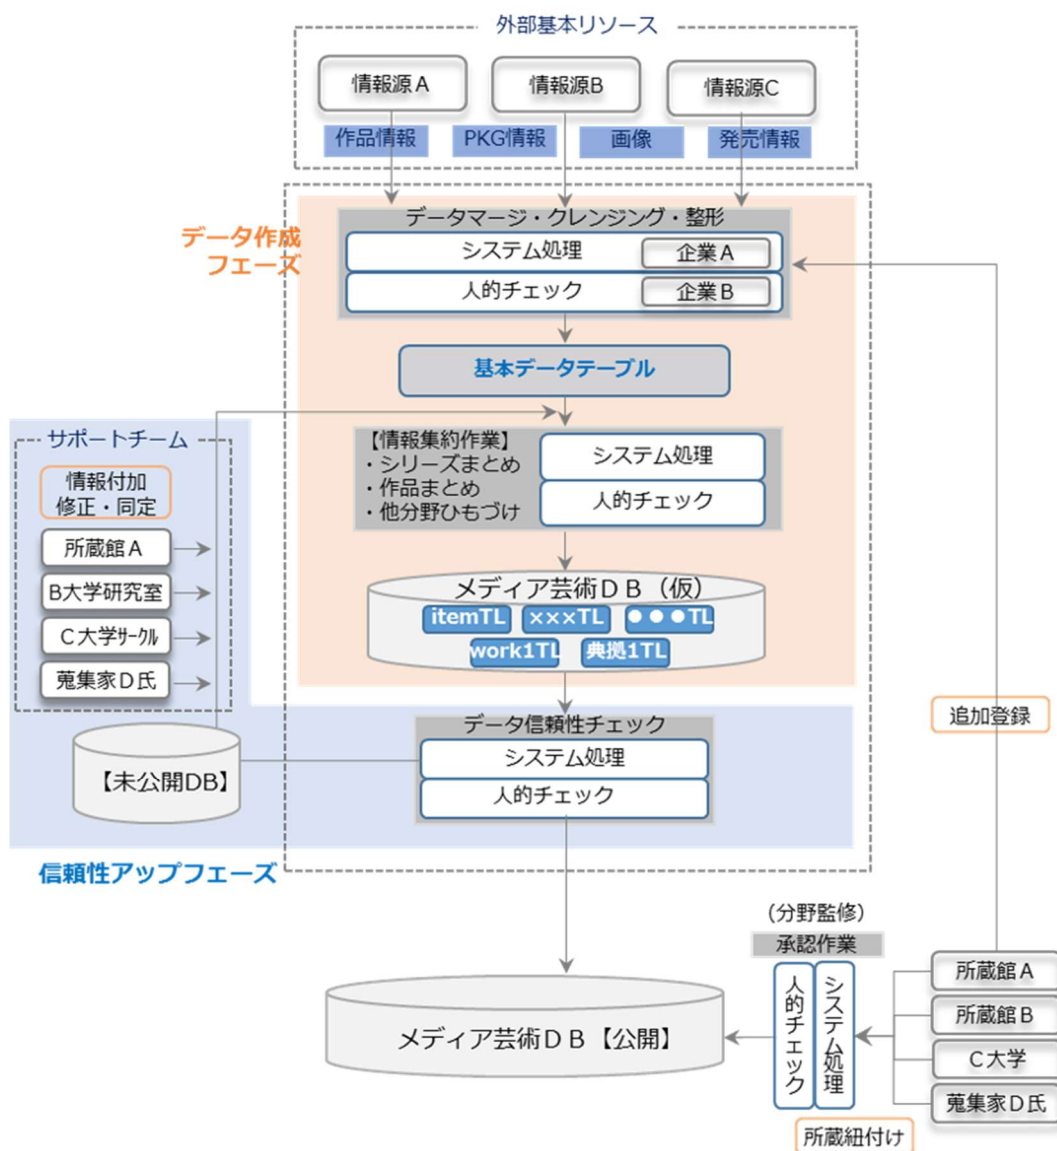 外部基本リソース
情報源A
情報源B
情報源C
作品情報
PKG情報
画像
発売情報
データ作成
フェーズ
データマージ・クレンジング・整形
システム処理
企業A
人的チェック
企業B
基本データテーブル
サポートチーム
情報付加
修正・同定
所蔵館A
B大学研究室
C大学ｻｰｸﾙ
蒐集家D氏
【情報集約作業】
・シリーズまとめ
・作品まとめ
・他分野ひもづけ
システム処理
人的チェック
メディア芸術DB(仮)
itemTL
×××TL
●●●TL
work1TL
典拠1TL
追加登録
データ信頼性チェック
システム処理
人的チェック
【未公開DB】
信頼性アップフェーズ
(分野監修)
承認作業
人的チェック
システム処理
所蔵館A
所蔵館B
C大学
蒐集家D氏
メディア芸術DB【公開】
所蔵紐付け